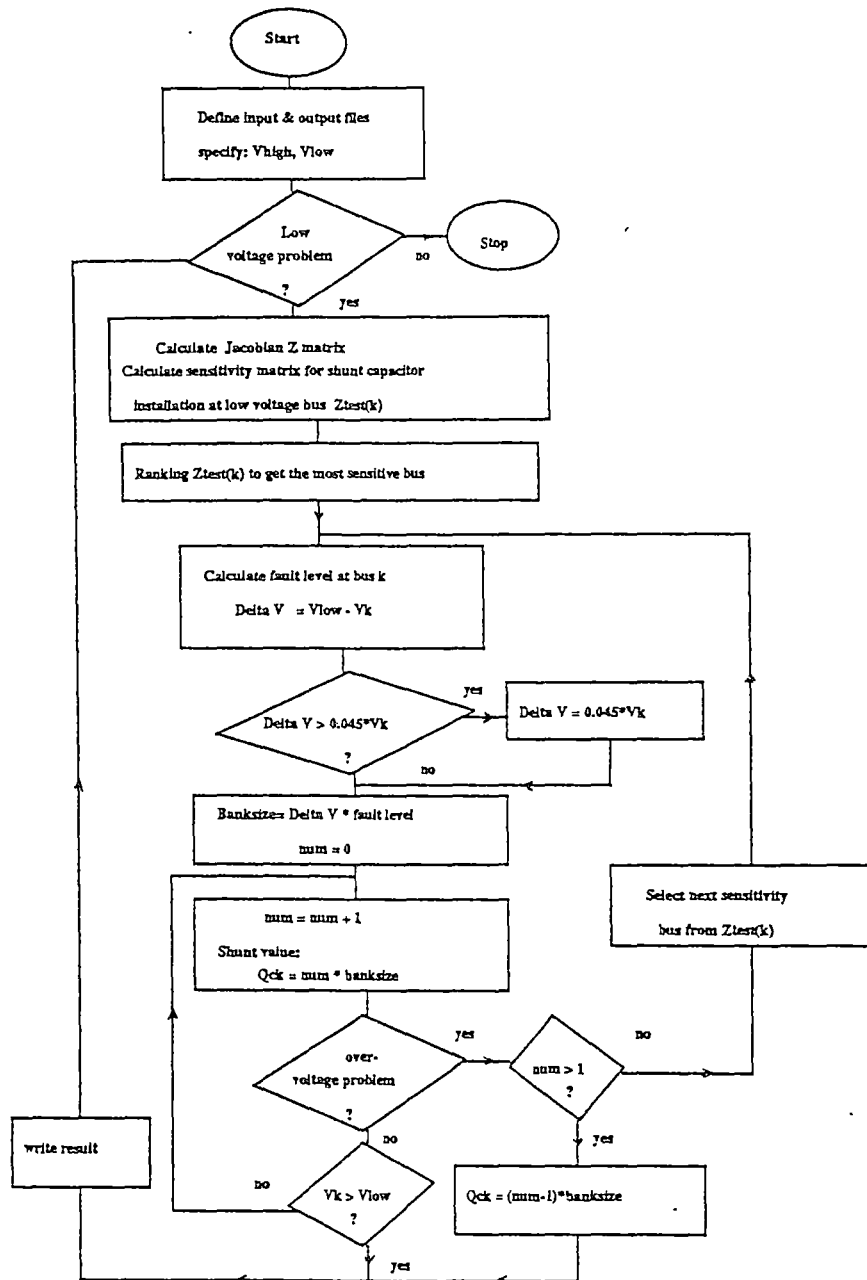 Start
Define input & output files
specify: Vhigh, Vlow
Low
voltage problem
?
no
Stop
yes
Calculate Jacobian Z matrix
Calculate sensitivity matrix for shunt capacitor
installation at low voltage bus Ztest(k)
Ranking Ztest(k) to get the most sensitive bus
Calculate fault level at bus k
Delta V = Vlow - Vk
Delta V > 0.045*Vk
?
yes
Delta V = 0.045*Vk
no
Banksize= Delta V * fault level
num = 0
num = num + 1
Shunt value:
Qck = num * banksize
Select next sensitivity
bus from Ztest(k)
over-
voltage problem
?
yes
num > 1
?
no
no
yes
write result
no
Vk > Vlow
?
Qck = (num-1)*banksize
yes